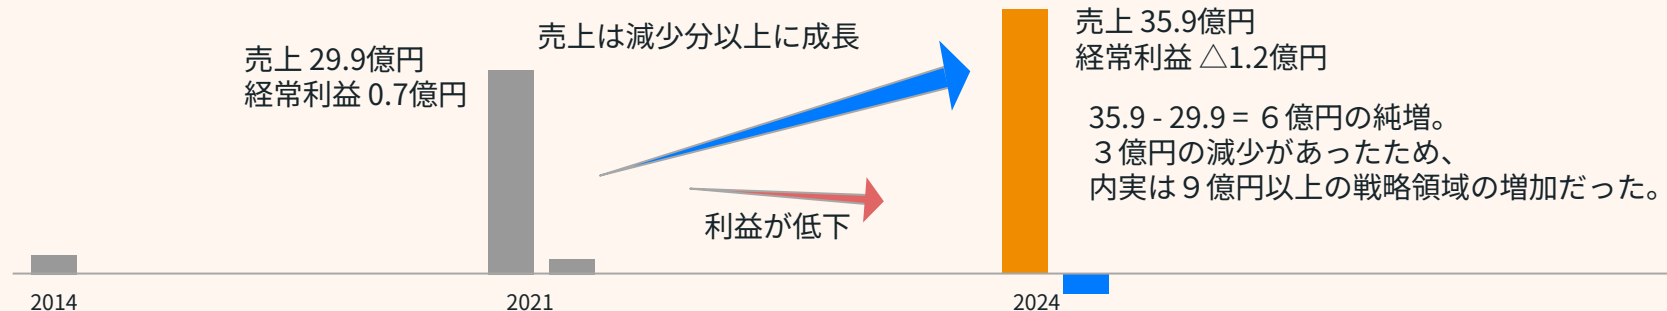 売上は減少分以上に成長
売上 29.9億円
経常利益 0.7億円
売上 35.9億円
経常利益 △1.2億円
35.9 - 29.9 = ６億円の純増。
３億円の減少があったため、
内実は９億円以上の戦略領域の増加だった。
利益が低下
2014
2021
2024